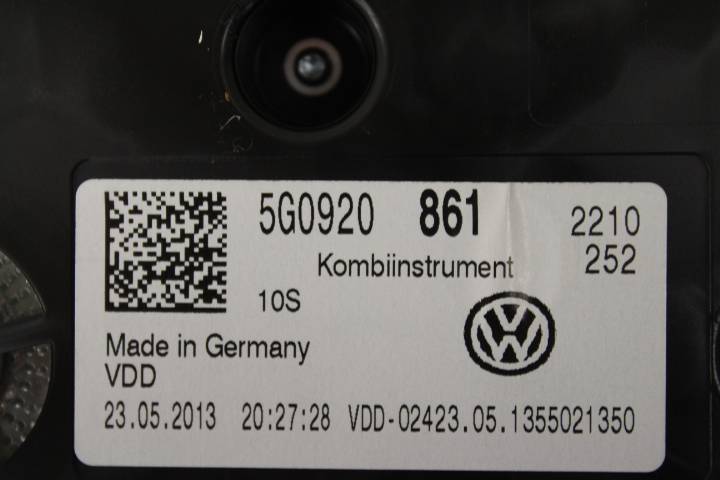 5G0920 861 2210
Kombiinstrument 252
10S
Made in Germany
VDD
23.05.2013 20:27:28 VDD-02423.05.1355021350